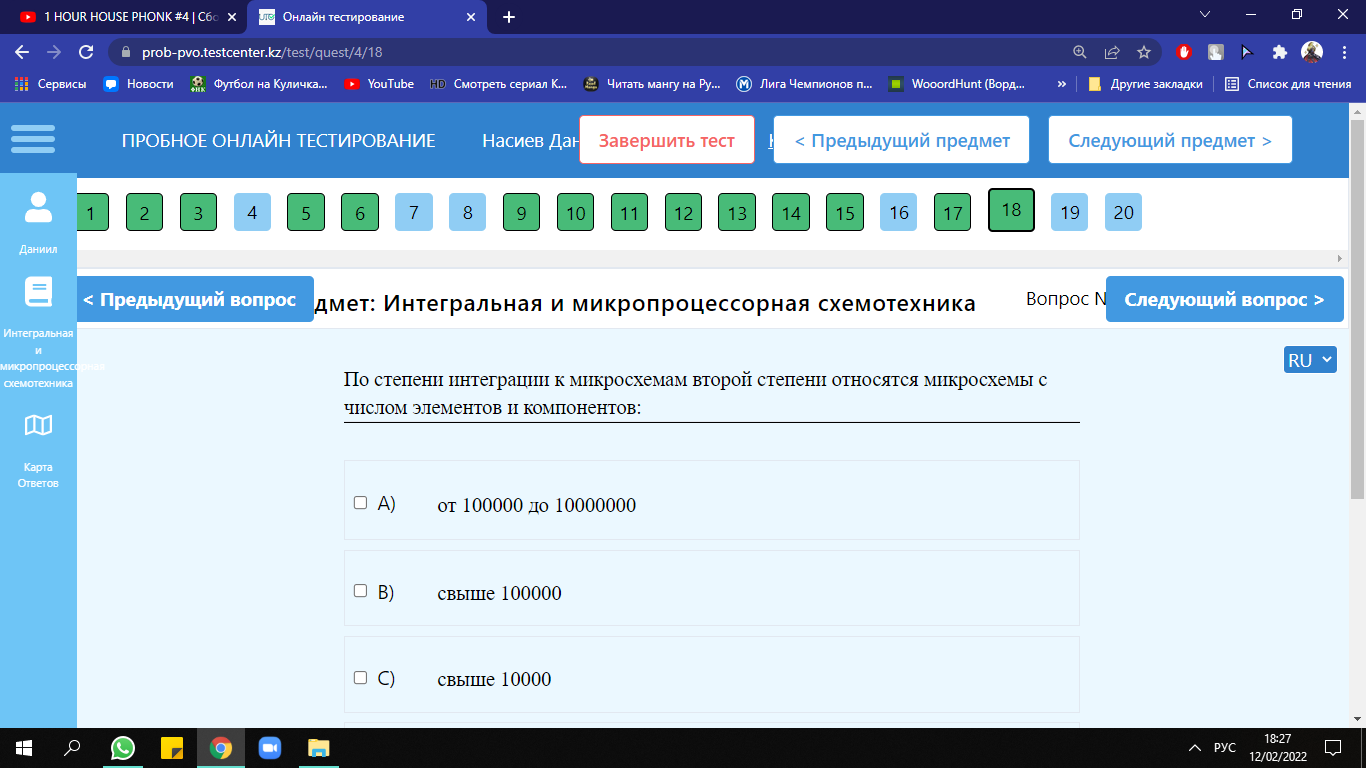 1 HOUR HOUSE PHONK #4 | Сбо
UTO
Онлайн тестирование
prob-pvo.testcenter.kz/test/quest/4/18
Сервисы
Новости
ФНК
Футбол на Куличка...
YouTube
HD
Смотреть сериал К...
Читать мангу на Ру...
Лига Чемпионов п...
WooordHunt (Ворд...
»
Другие закладки
Список для чтения
ПРОБНОЕ ОНЛАЙН ТЕСТИРОВАНИЕ
Насиев Дан
Завершить тест
< Предыдущий предмет
Следующий предмет >
1 2 3 4 5 6 7 8 9 10 11 12 13 14 15 16 17 18 19 20
Даниил
< Предыдущий вопрос
дмет: Интегральная и микропроцессорная схемотехника
Вопрос N
Следующий вопрос >
Интегральная
и
микропроцессорная
схемотехника
RU
По степени интеграции к микросхемам второй степени относятся микросхемы с
числом элементов и компонентов:
Карта
Ответов
A) от 100000 до 10000000
B) свыше 100000
C) свыше 10000
РУС
18:27
12/02/2022